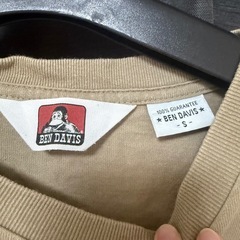 BEN DAVIS
100% GUARANTEE
★ BEN DAVIS ★
- S -